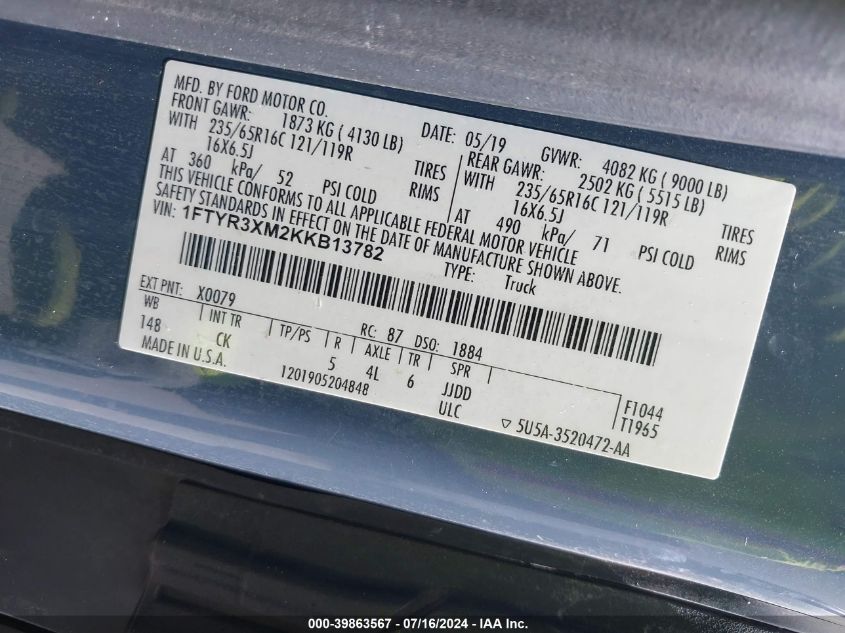 MFD. BY FORD MOTOR CO.
DATE: 05/19 GVWR: 4082 KG ( 9000 LB)
FRONT GAWR: 1873 KG ( 4130 LB)
REAR GAWR: 2502 KG ( 5515 LB)
WITH 235/65R16C 121/119R TIRES
WITH 235/65R16C 121/119R TIRES
16X6.5J RIMS
16X6.5J RIMS
AT 360 kPa/ 52 PSI COLD
AT 490 kPa/ 71 PSI COLD
THIS VEHICLE CONFORMS TO ALL APPLICABLE FEDERAL MOTOR VEHICLE
SAFETY STANDARDS IN EFFECT ON THE DATE OF MANUFACTURE SHOWN ABOVE.
VIN: 1FTYR3XM2KKB13782
TYPE: Truck
EXT PNT: X0079 RC: 87 DSO: 1884
WB INT TR TP/PS R AXLE TR SPR
148 CK 5 4L 6 JJDD
F1044
MADE IN U.S.A. 1201905204848 ULC
T1965
5U5A-3520472-AA
000-39863567 / 07/16/2024 - IAA Inc.